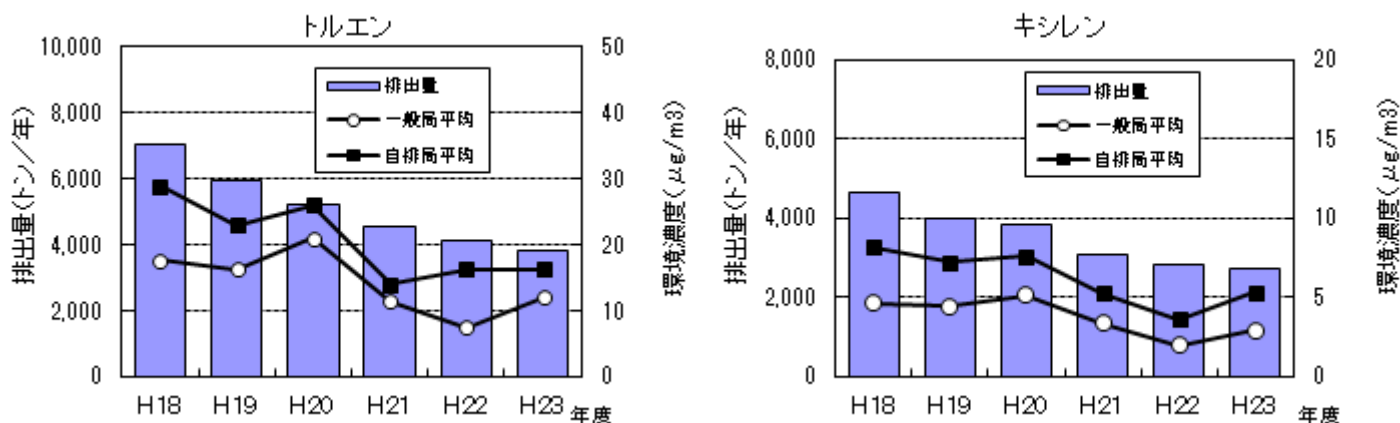 トルエン
排出量(トン/年)
10,000
8,000
6,000
4,000
2,000
0
排出量
一般局平均
自排局平均
50
40
30
20
10
0
環境濃度(μg/m3)
H18 H19 H20 H21 H22 H23 年度
キシレン
排出量(トン/年)
8,000
6,000
4,000
2,000
0
排出量
一般局平均
自排局平均
20
15
10
5
0
環境濃度(μg/m3)
H18 H19 H20 H21 H22 H23 年度